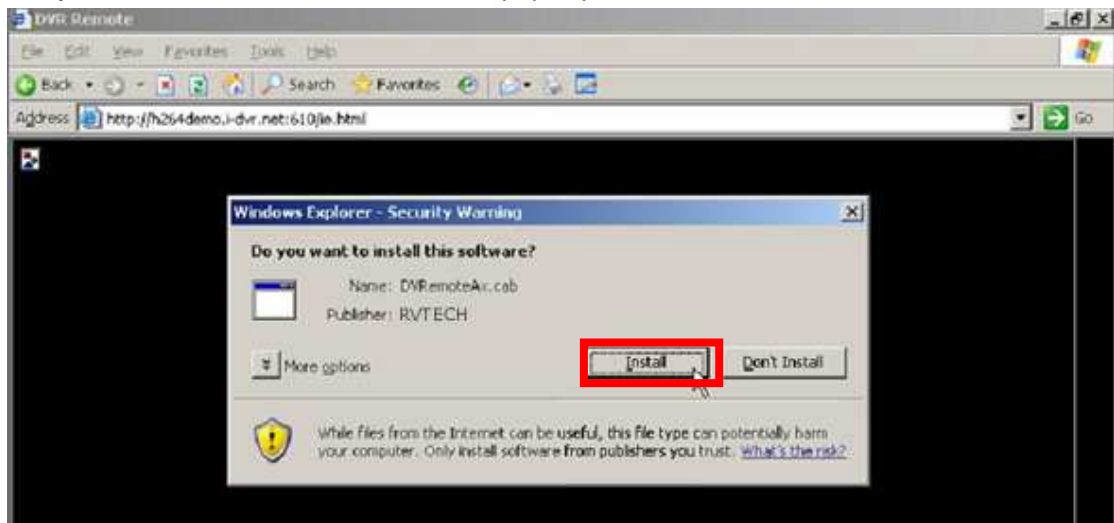 DVR Remote
File Edit View Favorites Tools Help
Back Search Favorites
Address http://h264demo.i-dvr.net:610/ie.html Go
Windows Explorer - Security Warning
Do you want to install this software?
Name: DVRemoteAx.cab
Publisher: RVTECH
More options Install Don't Install
While files from the Internet can be useful, this file type can potentially harm
your computer. Only install software from publishers you trust. What's the risk?